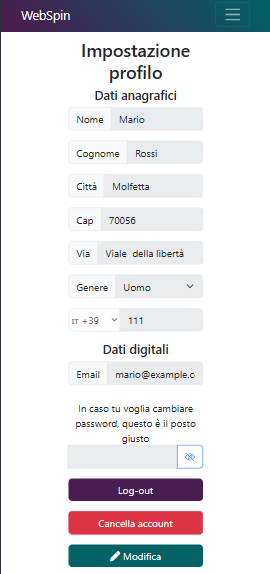 WebSpin
Impostazione
profilo
Dati anagrafici
Nome Mario
Cognome Rossi
Città Molfetta
Cap 70056
Via Viale della libertà
Genere Uomo
IT +39 111
Dati digitali
Email mario@example.c
In caso tu voglia cambiare
password, questo è il posto
giusto
Log-out
Cancella account
Modifica